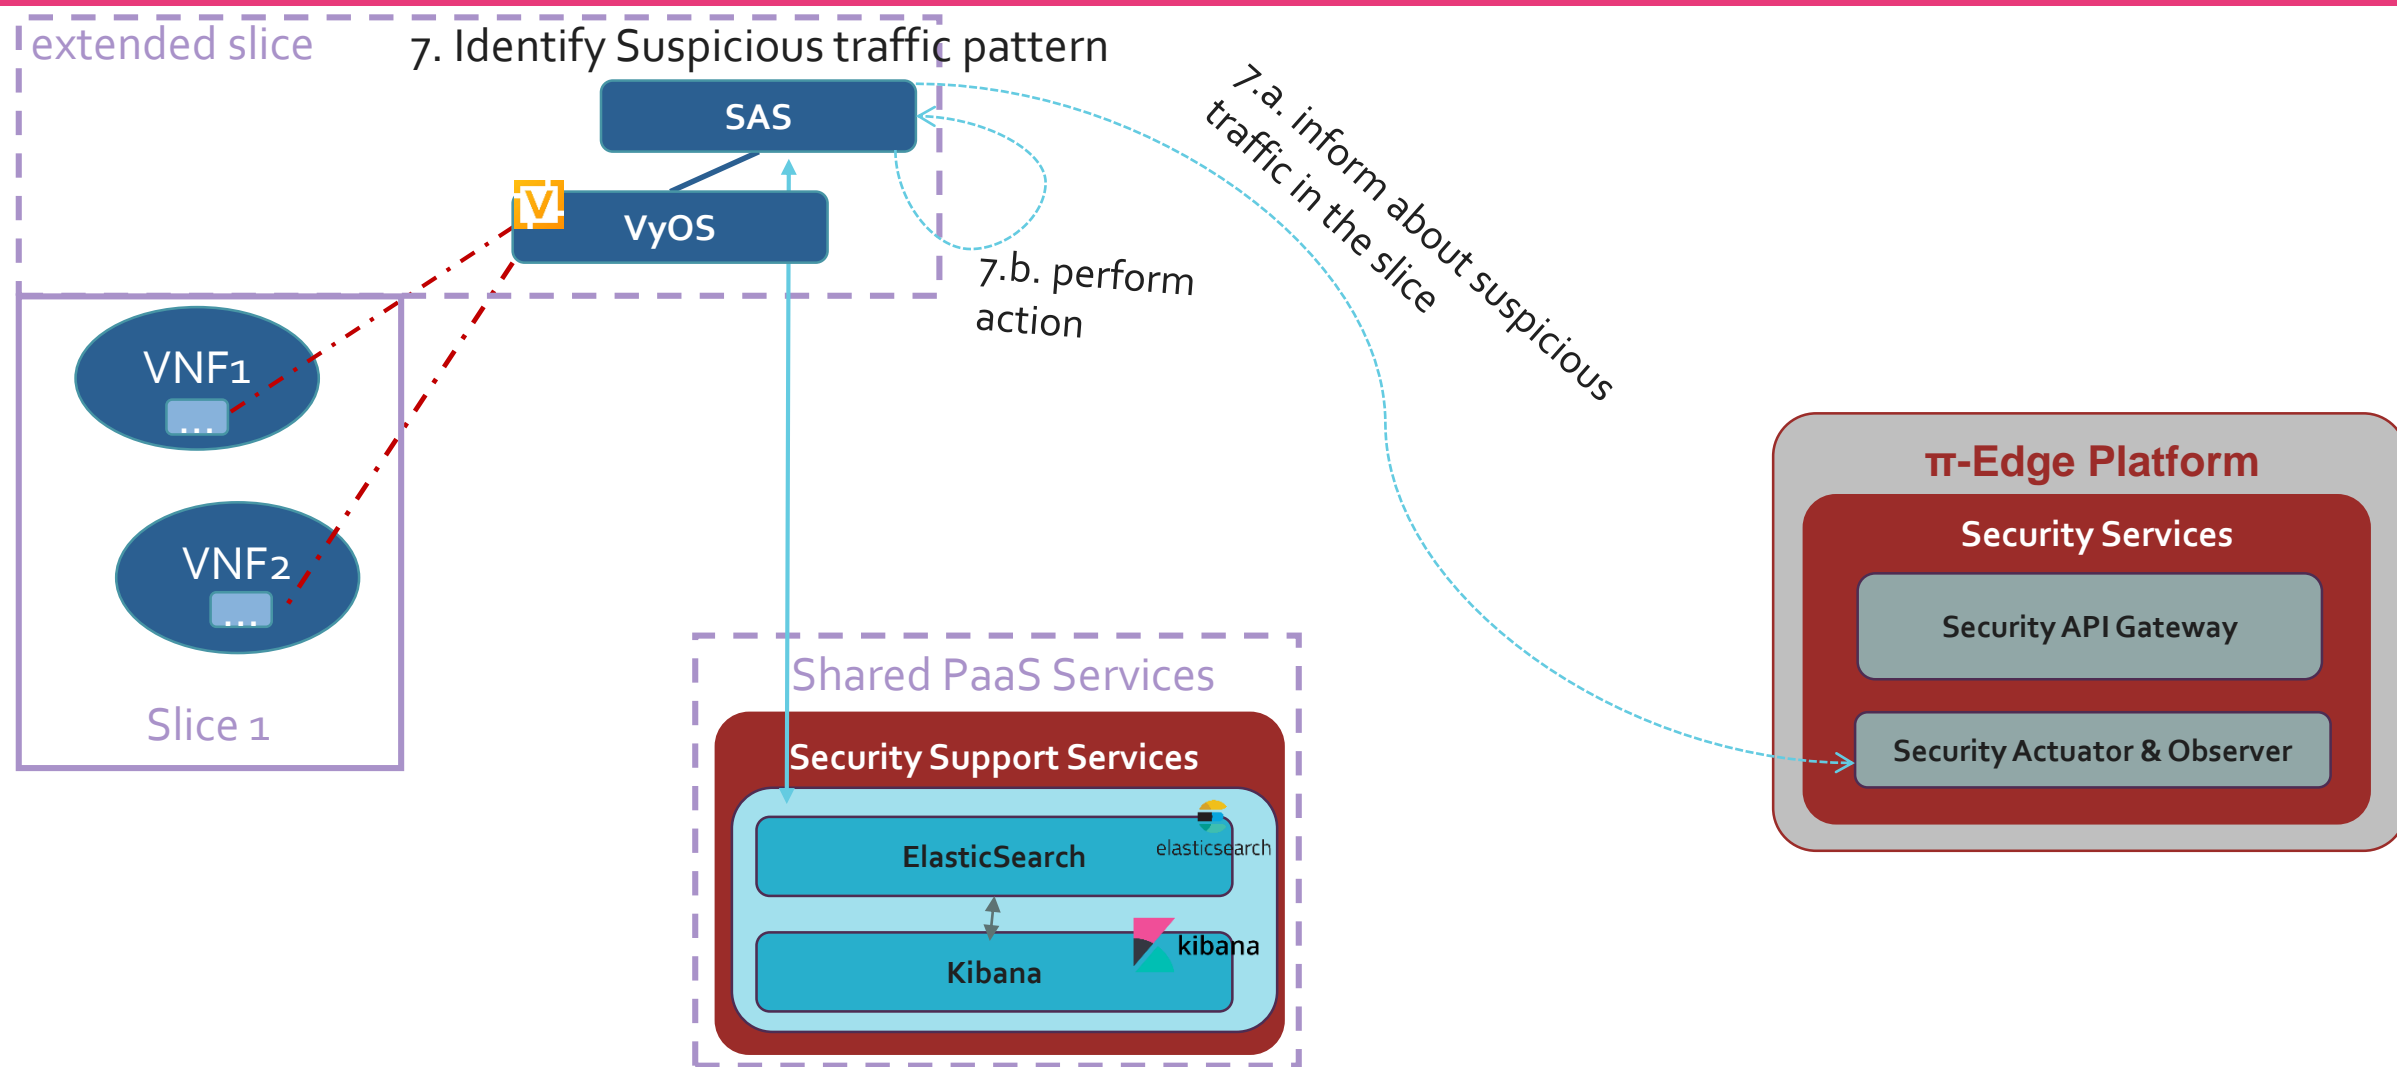 extended slice
7. Identify Suspicious traffic pattern
SAS
VyOS
V
7.a. inform about suspicious
traffic in the slice
7.b. perform
action
VNF1
...
VNF2
...
Slice 1
π-Edge Platform
Security Services
Security API Gateway
Security Actuator & Observer
Shared PaaS Services
Security Support Services
ElasticSearch
elasticsearch
Kibana
kibana